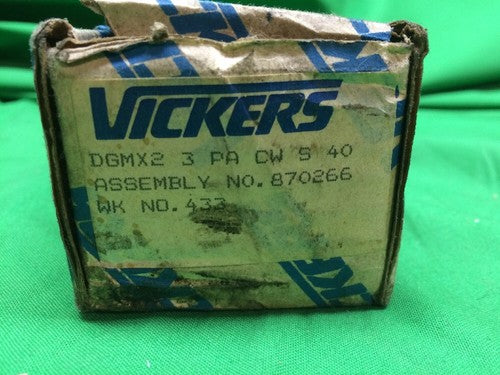 VICKERS
DGMX2 3 PA CW S 40
ASSEMBLY NO. 870266
WK NO. 433